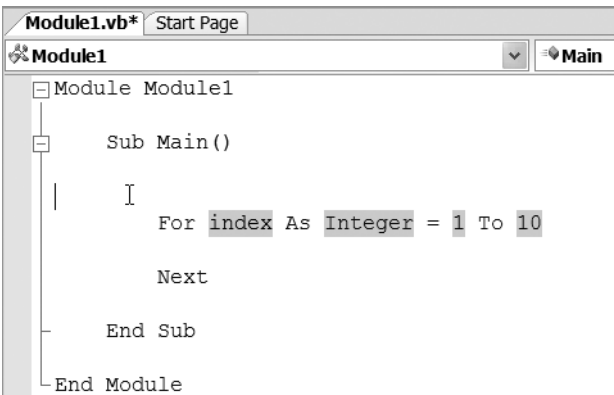 Module1.vb* Start Page
Module1 Main
Module Module1
Sub Main()
For index As Integer = 1 To 10
Next
End Sub
End Module